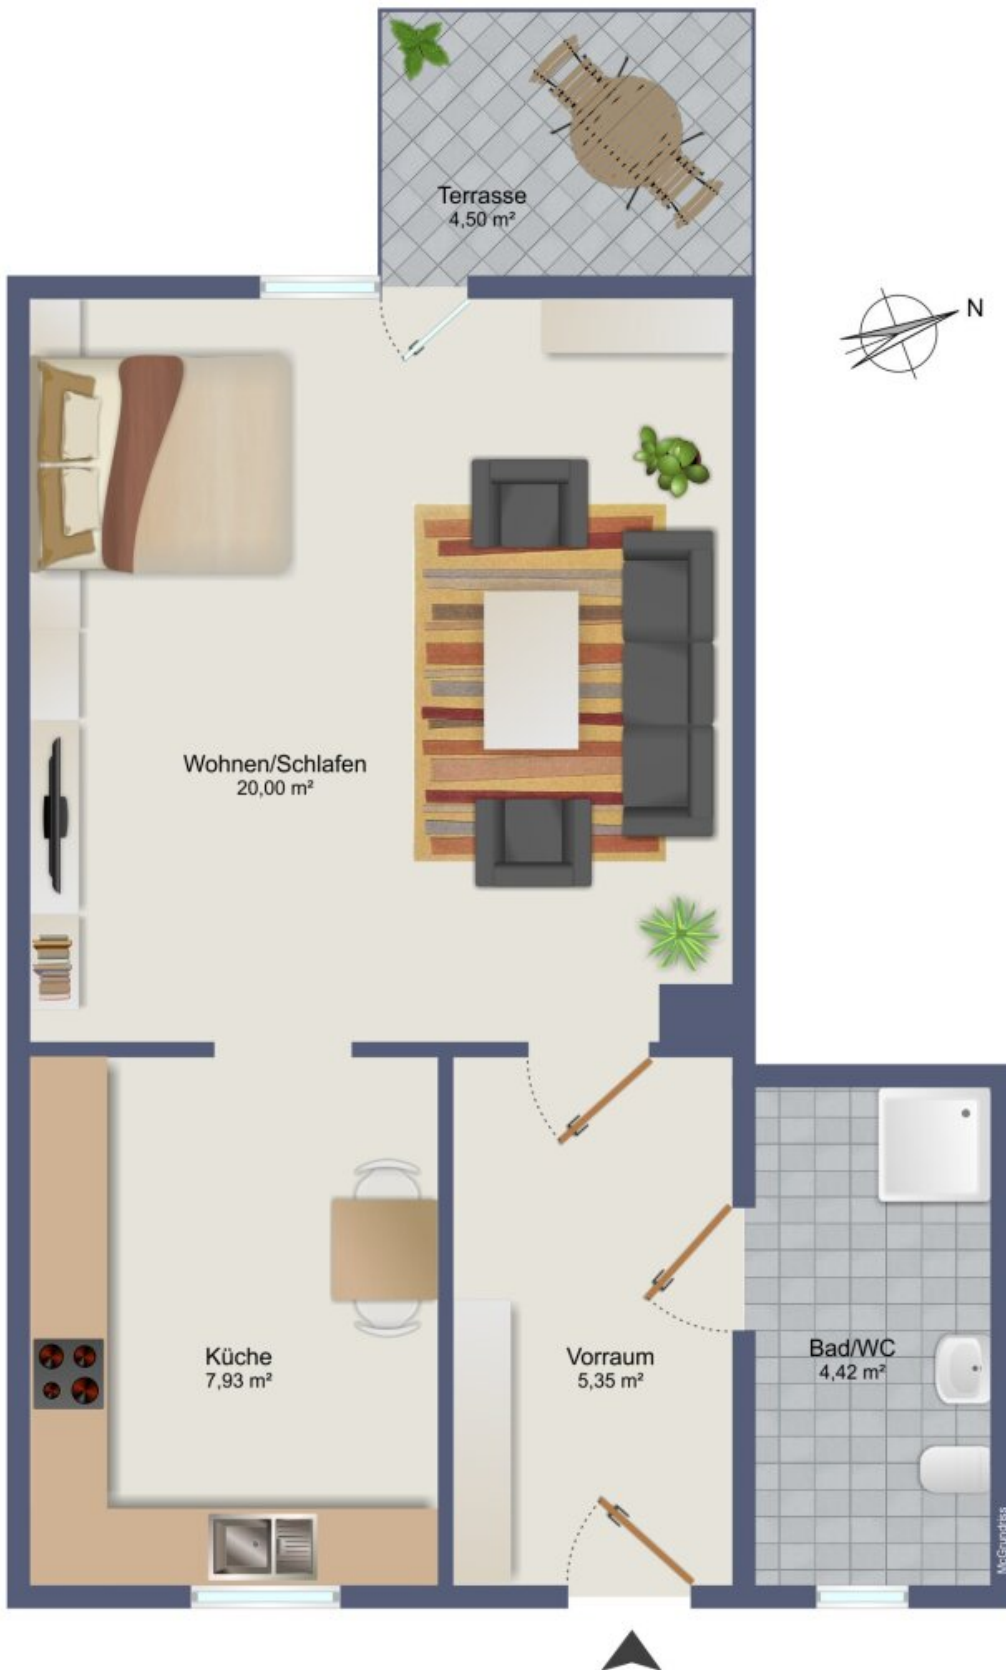 Terrasse
4,50 m²
N
Wohnen/Schlafen
20,00 m²
Küche
7,93 m²
Vorraum
5,35 m²
Bad/WC
4,42 m²
McGrundriss